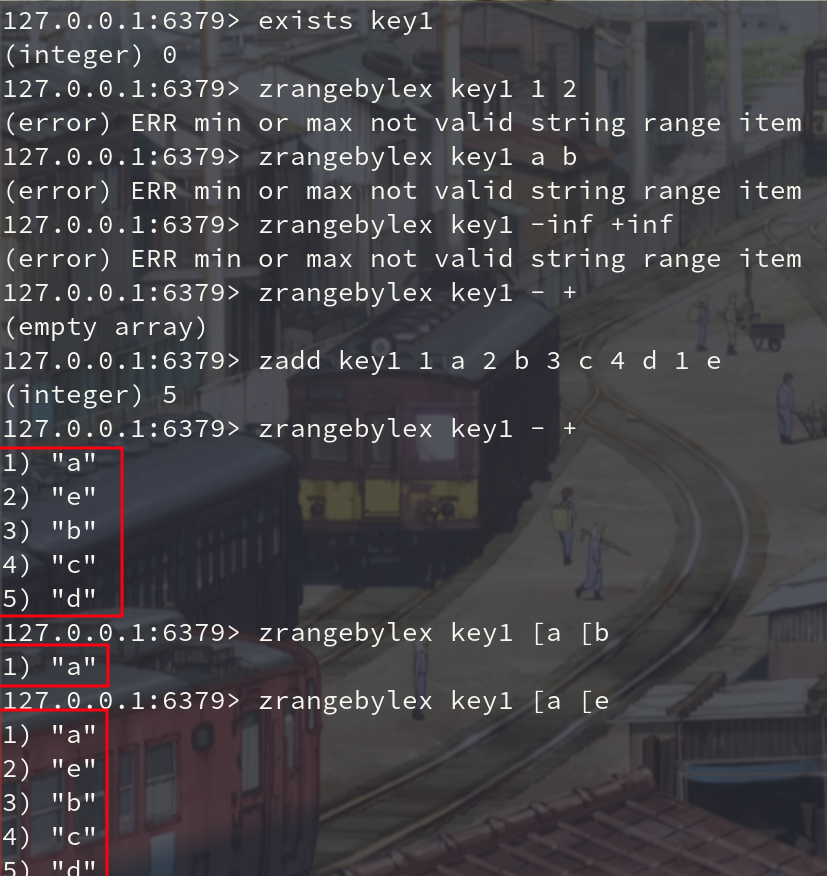 127.0.0.1:6379> exists key1
(integer) 0
127.0.0.1:6379> zrangebylex key1 1 2
(error) ERR min or max not valid string range item
127.0.0.1:6379> zrangebylex key1 a b
(error) ERR min or max not valid string range item
127.0.0.1:6379> zrangebylex key1 -inf +inf
(error) ERR min or max not valid string range item
127.0.0.1:6379> zrangebylex key1 - +
(empty array)
127.0.0.1:6379> zadd key1 1 a 2 b 3 c 4 d 1 e
(integer) 5
127.0.0.1:6379> zrangebylex key1 - +
1) "a"
2) "e"
3) "b"
4) "c"
5) "d"
127.0.0.1:6379> zrangebylex key1 [a [b
1) "a"
127.0.0.1:6379> zrangebylex key1 [a [e
1) "a"
2) "e"
3) "b"
4) "c"
5) "d"